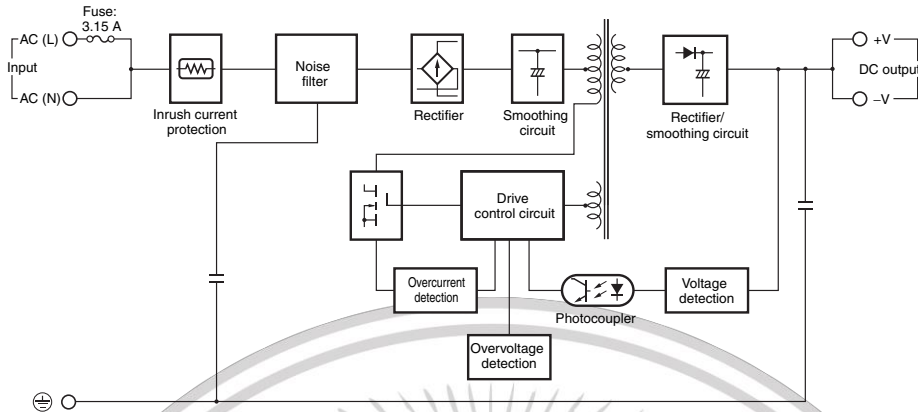 Fuse:
3.15 A
AC (L)
Input
AC (N)
Inrush current
protection
Noise
filter
Rectifier
Smoothing
circuit
Rectifier/
smoothing circuit
+V
DC output
–V
Drive
control circuit
Overcurrent
detection
Photocoupler
Voltage
detection
Overvoltage
detection